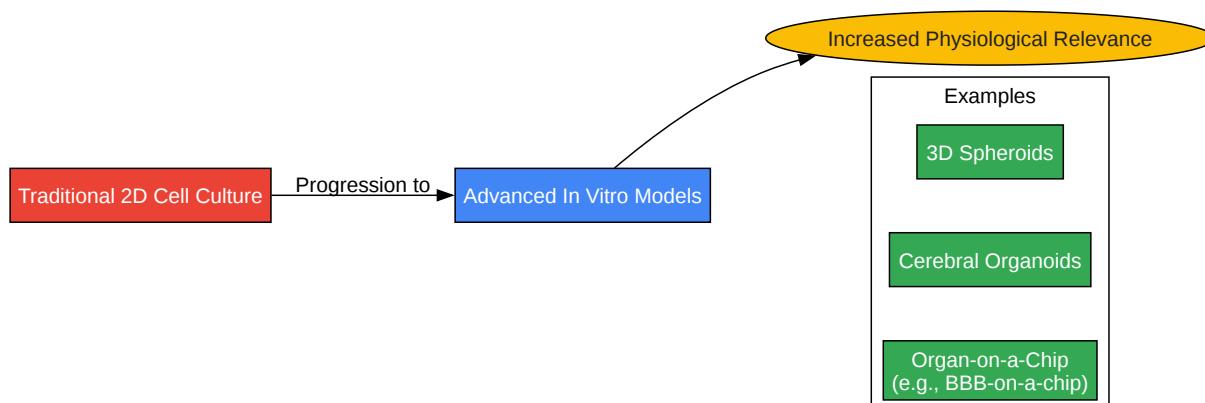 Increased Physiological Relevance
Examples
3D Spheroids
Traditional 2D Cell Culture
Progression to
Advanced In Vitro Models
Cerebral Organoids
Organ-on-a-Chip
(e.g., BBB-on-a-chip)